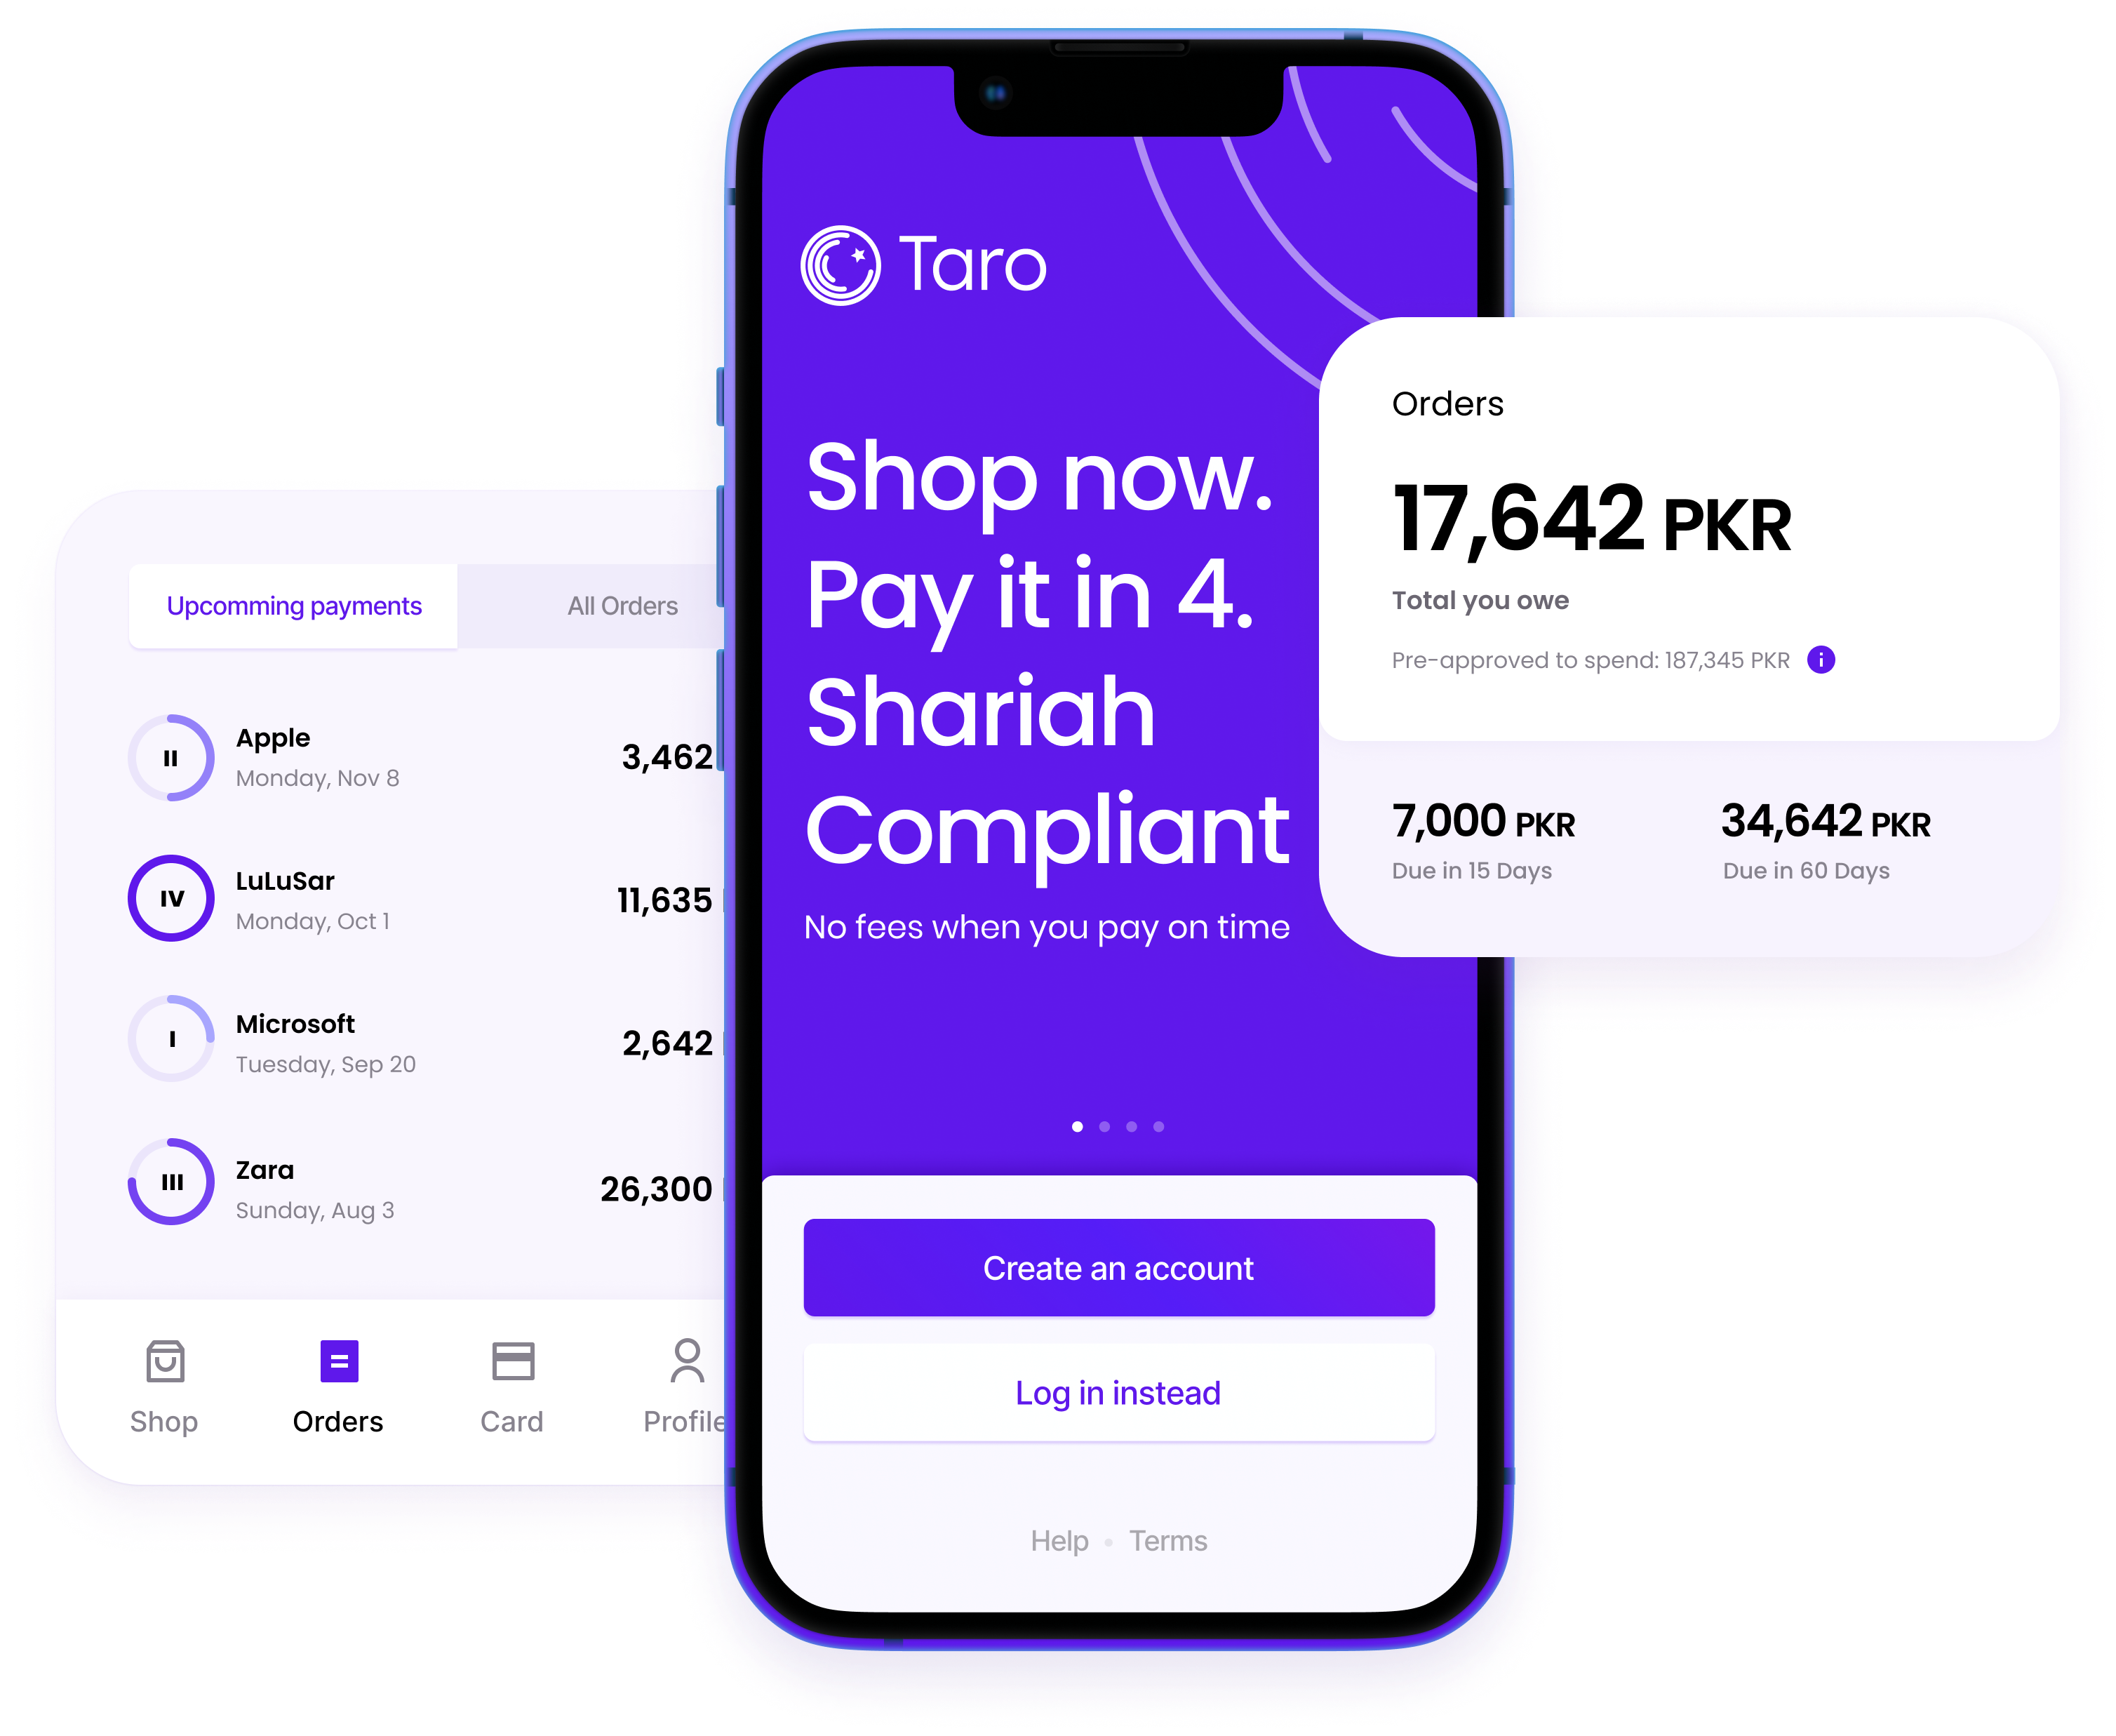 Taro
Shop now.
Pay it in 4.
Shariah
Compliant
No fees when you pay on time
Create an account
Log in instead
Help • Terms
Upcomming payments
All Orders
II
Apple
Monday, Nov 8
3,462
IV
LuLuSar
Monday, Oct 1
11,635
I
Microsoft
Tuesday, Sep 20
2,642
III
Zara
Sunday, Aug 3
26,300
Shop
Orders
Card
Profile
Orders
17,642 PKR
Total you owe
Pre-approved to spend: 187,345 PKR
7,000 PKR
Due in 15 Days
34,642 PKR
Due in 60 Days